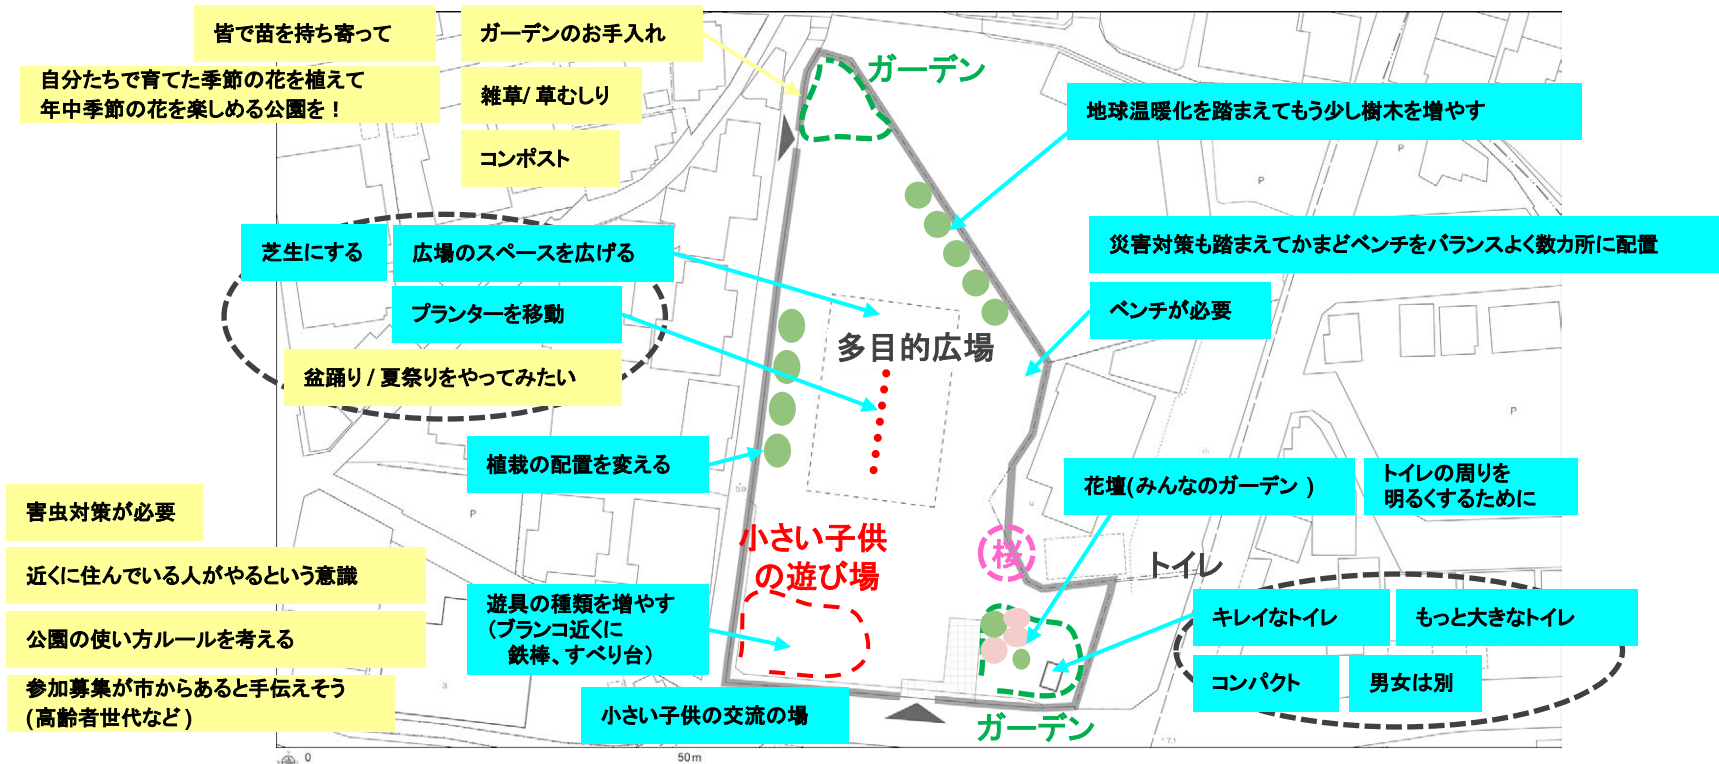 皆で苗を持ち寄って
ガーデンのお手入れ
自分たちで育てた季節の花を植えて
年中季節の花を楽しめる公園を！
雑草/ 草むしり
コンポスト
ガーデン
地球温暖化を踏まえてもう少し樹木を増やす
P
P
芝生にする
広場のスペースを広げる
災害対策も踏まえてかまどベンチをバランスよく数カ所に配置
プランターを移動
ベンチが必要
多目的広場
盆踊り / 夏祭りをやってみたい
P
植栽の配置を変える
花壇(みんなのガーデン )
トイレの周りを
明るくするために
害虫対策が必要
P
小さい子供
の遊び場
桜
トイレ
近くに住んでいる人がやるという意識
遊具の種類を増やす
（ブランコ近くに
鉄棒、すべり台）
キレイなトイレ
もっと大きなトイレ
公園の使い方ルールを考える
コンパクト
男女は別
参加募集が市からあると手伝えそう
(高齢者世代など )
3
小さい子供の交流の場
ガーデン
0
50m